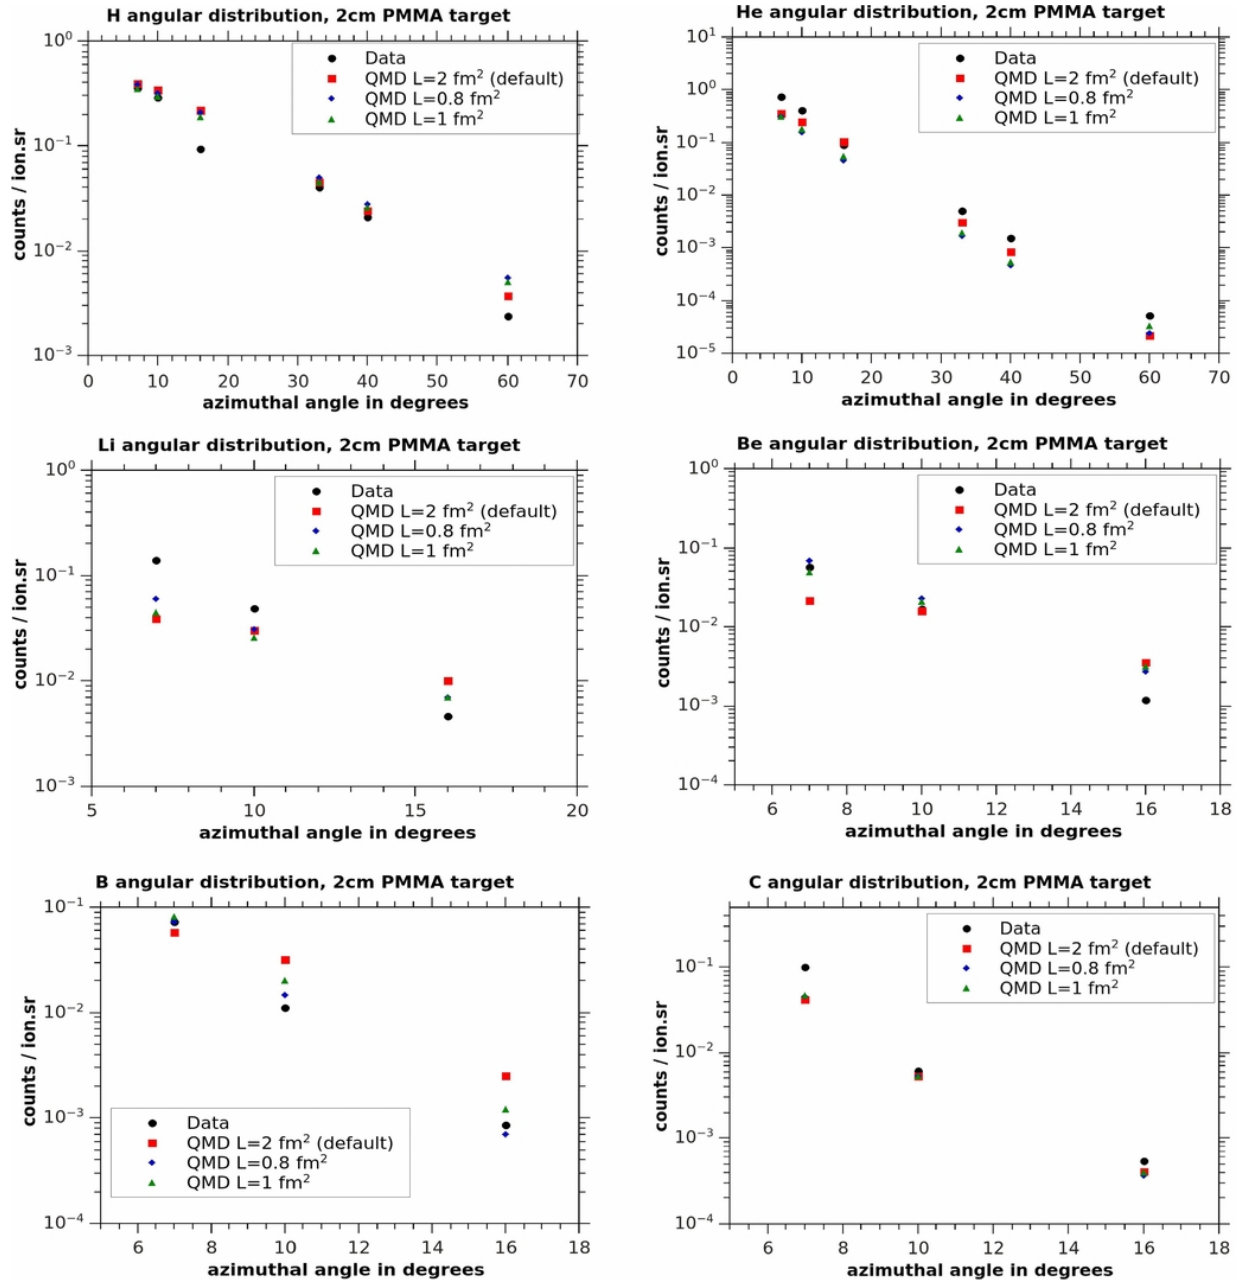 H angular distribution, 2cm PMMA target
10⁰
10⁻¹
10⁻²
10⁻³
counts / ion.sr
Data
QMD L=2 fm² (default)
QMD L=0.8 fm²
QMD L=1 fm²
0 10 20 30 40 50 60 70
azimuthal angle in degrees
He angular distribution, 2cm PMMA target
10¹
10⁰
10⁻¹
10⁻²
10⁻³
10⁻⁴
10⁻⁵
counts / ion.sr
Data
QMD L=2 fm² (default)
QMD L=0.8 fm²
QMD L=1 fm²
0 10 20 30 40 50 60 70
azimuthal angle in degrees
Li angular distribution, 2cm PMMA target
10⁰
10⁻¹
10⁻²
10⁻³
counts / ion.sr
Data
QMD L=2 fm² (default)
QMD L=0.8 fm²
QMD L=1 fm²
5 10 15 20
azimuthal angle in degrees
Be angular distribution, 2cm PMMA target
10⁰
10⁻¹
10⁻²
10⁻³
10⁻⁴
counts / ion.sr
Data
QMD L=2 fm² (default)
QMD L=0.8 fm²
QMD L=1 fm²
6 8 10 12 14 16 18
azimuthal angle in degrees
B angular distribution, 2cm PMMA target
10⁻¹
10⁻²
10⁻³
10⁻⁴
counts / ion.sr
Data
QMD L=2 fm² (default)
QMD L=0.8 fm²
QMD L=1 fm²
6 8 10 12 14 16 18
azimuthal angle in degrees
C angular distribution, 2cm PMMA target
10⁻¹
10⁻²
10⁻³
10⁻⁴
counts / ion.sr
Data
QMD L=2 fm² (default)
QMD L=0.8 fm²
QMD L=1 fm²
6 8 10 12 14 16 18
azimuthal angle in degrees